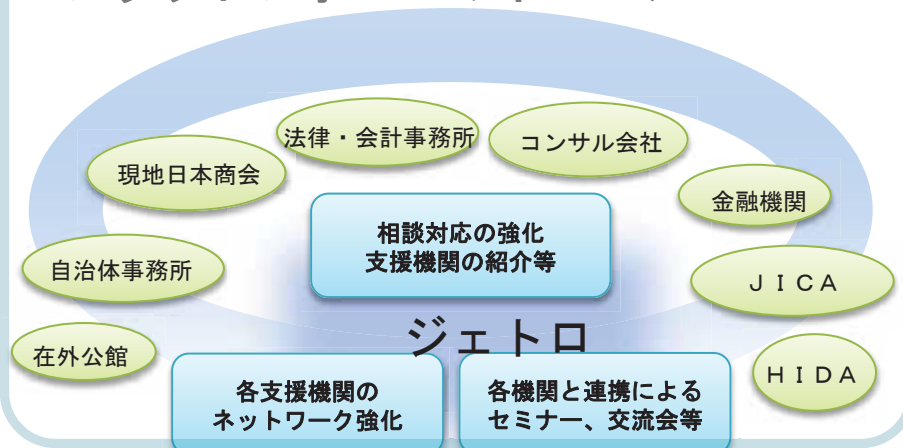 法律・会計事務所
コンサル会社
現地日本商会
金融機関
相談対応の強化
支援機関の紹介等
自治体事務所
ＪＩＣＡ
ジェトロ
在外公館
ＨＩＤＡ
各支援機関の
ネットワーク強化
各機関と連携による
セミナー、交流会等